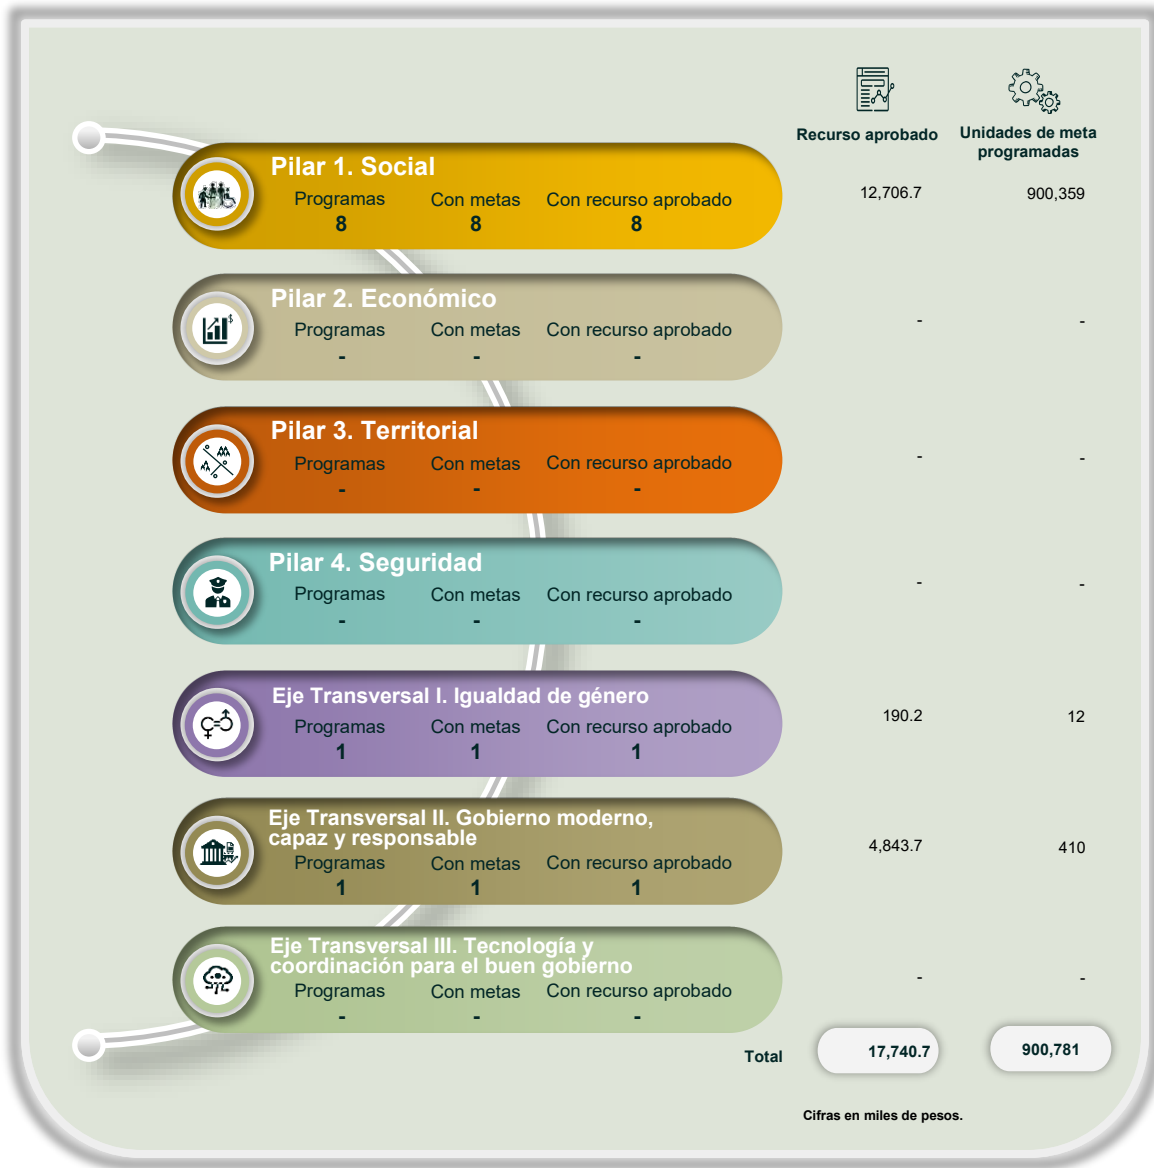 Recurso aprobado
Unidades de meta
programadas
Pilar 1. Social
Programas Con metas Con recurso aprobado
8 8 8
12,706.7 900,359
Pilar 2. Económico
Programas Con metas Con recurso aprobado
- - -
- -
Pilar 3. Territorial
Programas Con metas Con recurso aprobado
- - -
- -
Pilar 4. Seguridad
Programas Con metas Con recurso aprobado
- - -
- -
Eje Transversal I. Igualdad de género
Programas Con metas Con recurso aprobado
1 1 1
190.2 12
Eje Transversal II. Gobierno moderno,
capaz y responsable
Programas Con metas Con recurso aprobado
1 1 1
4,843.7 410
Eje Transversal III. Tecnología y
coordinación para el buen gobierno
Programas Con metas Con recurso aprobado
- - -
- -
Total 17,740.7 900,781
Cifras en miles de pesos.